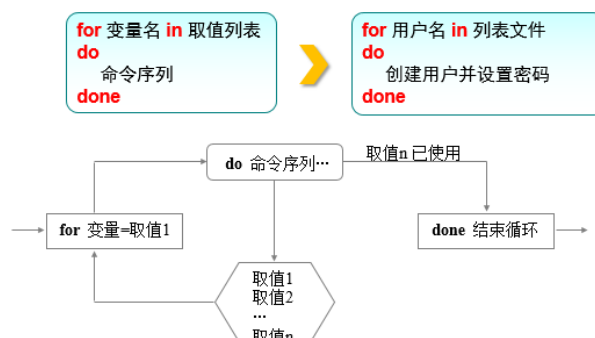 for 变量名 in 取值列表
do
命令序列
done
for 用户名 in 列表文件
do
创建用户并设置密码
done
do 命令序列…
取值n 已使用
for 变量=取值1
done 结束循环
取值1
取值2
…
取值n